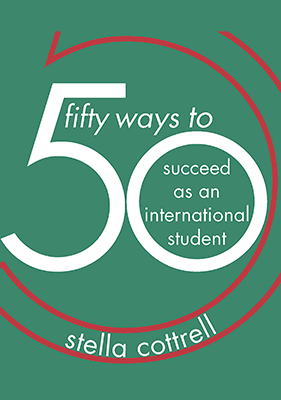 50
fifty ways to
succeed
as an
international
student
stella cottrell